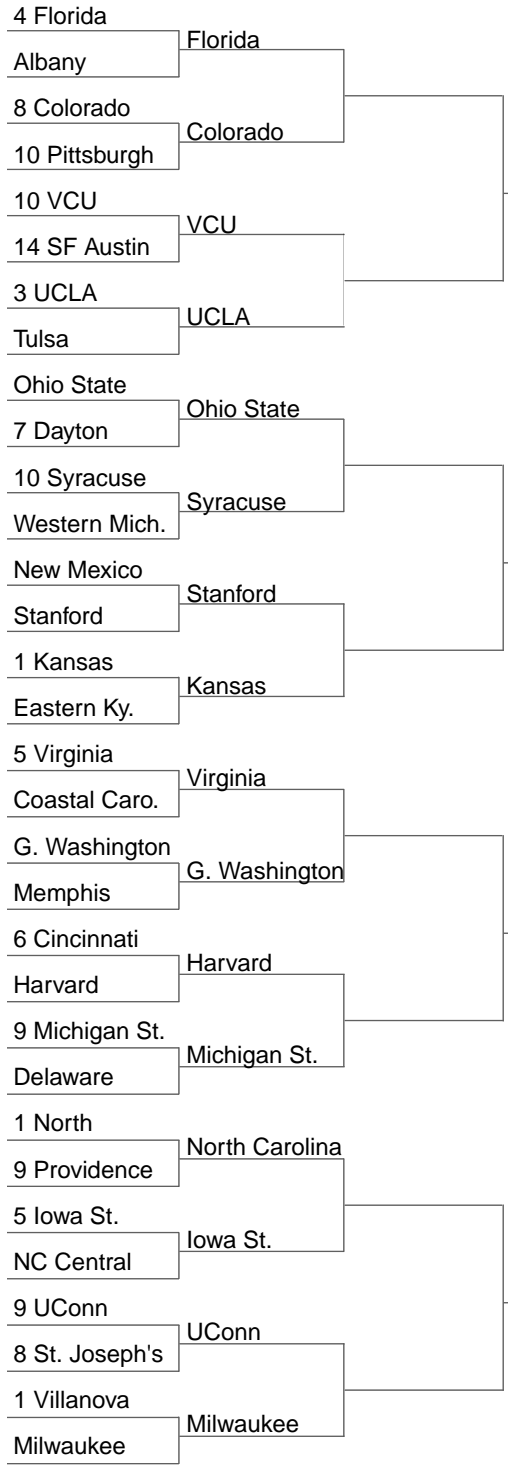 4 Florida
Florida
Albany
8 Colorado
Colorado
10 Pittsburgh
10 VCU
VCU
14 SF Austin
3 UCLA
UCLA
Tulsa
Ohio State
Ohio State
7 Dayton
10 Syracuse
Syracuse
Western Mich.
New Mexico
Stanford
Stanford
1 Kansas
Kansas
Eastern Ky.
5 Virginia
Virginia
Coastal Caro.
G. Washington
G. Washington
Memphis
6 Cincinnati
Harvard
Harvard
9 Michigan St.
Michigan St.
Delaware
1 North
North Carolina
9 Providence
5 Iowa St.
Iowa St.
NC Central
9 UConn
UConn
8 St. Joseph's
1 Villanova
Milwaukee
Milwaukee